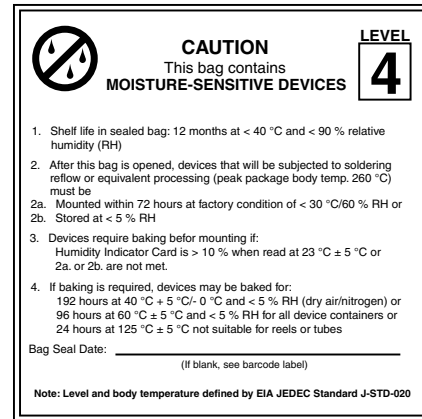 LEVEL
4
CAUTION
This bag contains
MOISTURE-SENSITIVE DEVICES
1. Shelf life in sealed bag: 12 months at < 40 °C and < 90 % relative
humidity (RH)
2. After this bag is opened, devices that will be subjected to soldering
reflow or equivalent processing (peak package body temp. 260 °C)
must be
2a. Mounted within 72 hours at factory condition of < 30 °C/60 % RH or
2b. Stored at < 5 % RH
3. Devices require baking befor mounting if:
Humidity Indicator Card is > 10 % when read at 23 °C ± 5 °C or
2a. or 2b. are not met.
4. If baking is required, devices may be baked for:
192 hours at 40 °C + 5 °C/- 0 °C and < 5 % RH (dry air/nitrogen) or
96 hours at 60 °C ± 5 °C and < 5 % RH for all device containers or
24 hours at 125 °C ± 5 °C not suitable for reels or tubes
Bag Seal Date:
(If blank, see barcode label)
Note: Level and body temperature defined by EIA JEDEC Standard J-STD-020